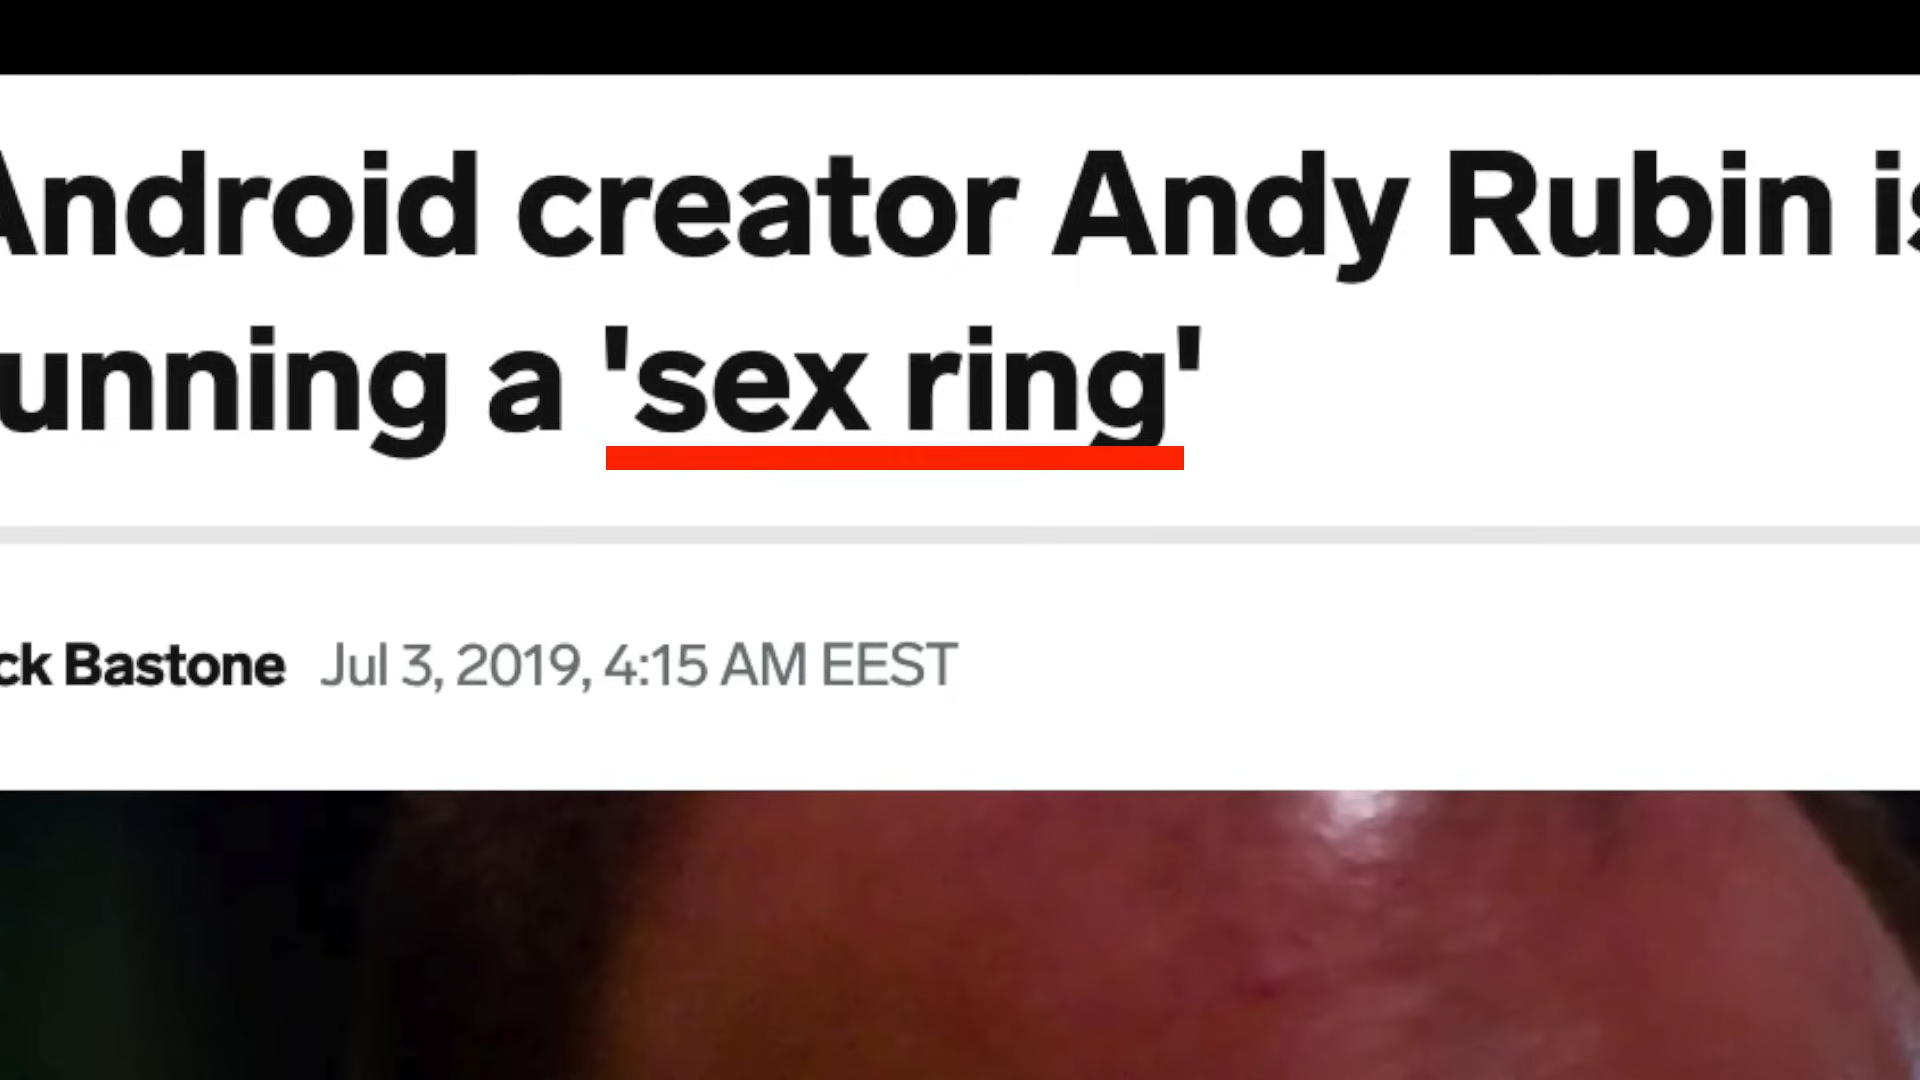 Android creator Andy Rubin is
unning a 'sex ring'
ck Bastone Jul 3, 2019, 4:15 AM EEST